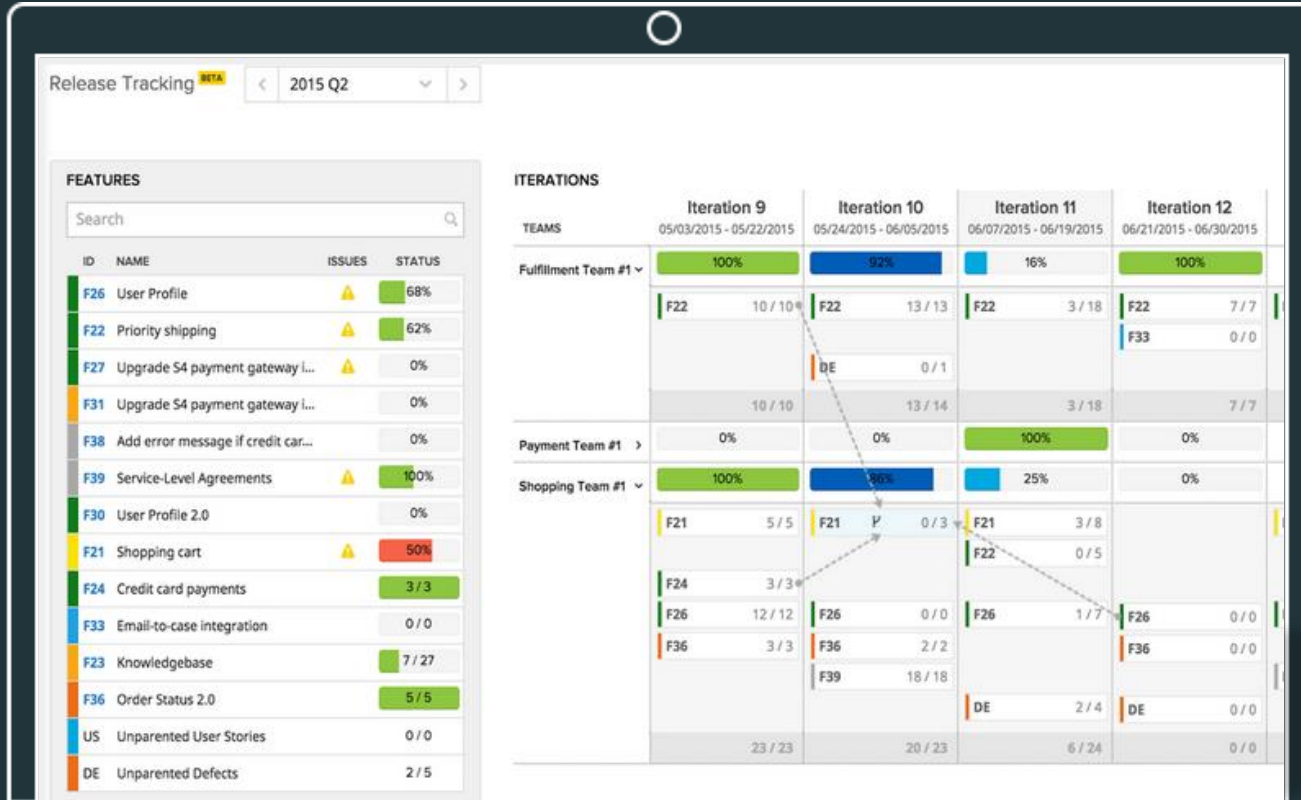 Release Tracking BETA
< 2015 Q2 >
FEATURES
Search
ID NAME ISSUES STATUS
F26 User Profile 68%
F22 Priority shipping 62%
F27 Upgrade S4 payment gateway i... 0%
F31 Upgrade S4 payment gateway i... 0%
F38 Add error message if credit car... 0%
F39 Service-Level Agreements 100%
F30 User Profile 2.0 0%
F21 Shopping cart 50%
F24 Credit card payments 3 / 3
F33 Email-to-case integration 0 / 0
F23 Knowledgebase 7 / 27
F36 Order Status 2.0 5 / 5
US Unparented User Stories 0 / 0
DE Unparented Defects 2 / 5
ITERATIONS
Iteration 9 Iteration 10 Iteration 11 Iteration 12
TEAMS 05/03/2015 - 05/22/2015 05/24/2015 - 06/05/2015 06/07/2015 - 06/19/2015 06/21/2015 - 06/30/2015
Fulfillment Team #1 100% 92% 16% 100%
F22 10 / 10 F22 13 / 13 F22 3 / 18 F22 7 / 7
F33 0 / 0
DE 0 / 1
10 / 10 13 / 14 3 / 18 7 / 7
Payment Team #1 > 0% 0% 100% 0%
Shopping Team #1 100% 86% 25% 0%
F21 5 / 5 F21 0 / 3 F21 3 / 8
F22 0 / 5
F24 3 / 3
F26 12 / 12 F26 0 / 0 F26 1 / 7 F26 0 / 0
F36 3 / 3 F36 2 / 2 F36 0 / 0
F39 18 / 18
DE 2 / 4 DE 0 / 0
23 / 23 20 / 23 6 / 24 0 / 0